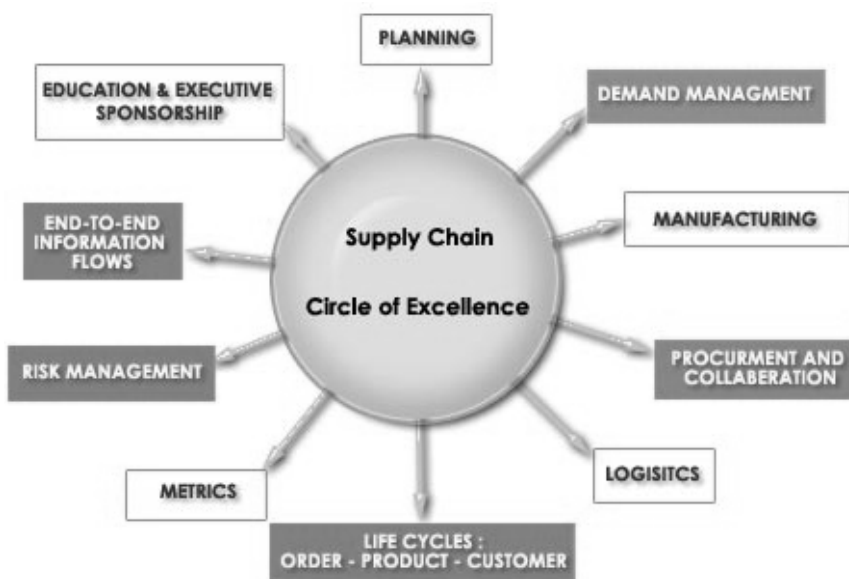 PLANNING
EDUCATION & EXECUTIVE
SPONSORSHIP
DEMAND MANAGMENT
END-TO-END
INFORMATION
FLOWS
Supply Chain
Circle of Excellence
MANUFACTURING
RISK MANAGEMENT
PROCURMENT AND
COLLABERATION
METRICS
LOGISITCS
LIFE CYCLES :
ORDER - PRODUCT - CUSTOMER